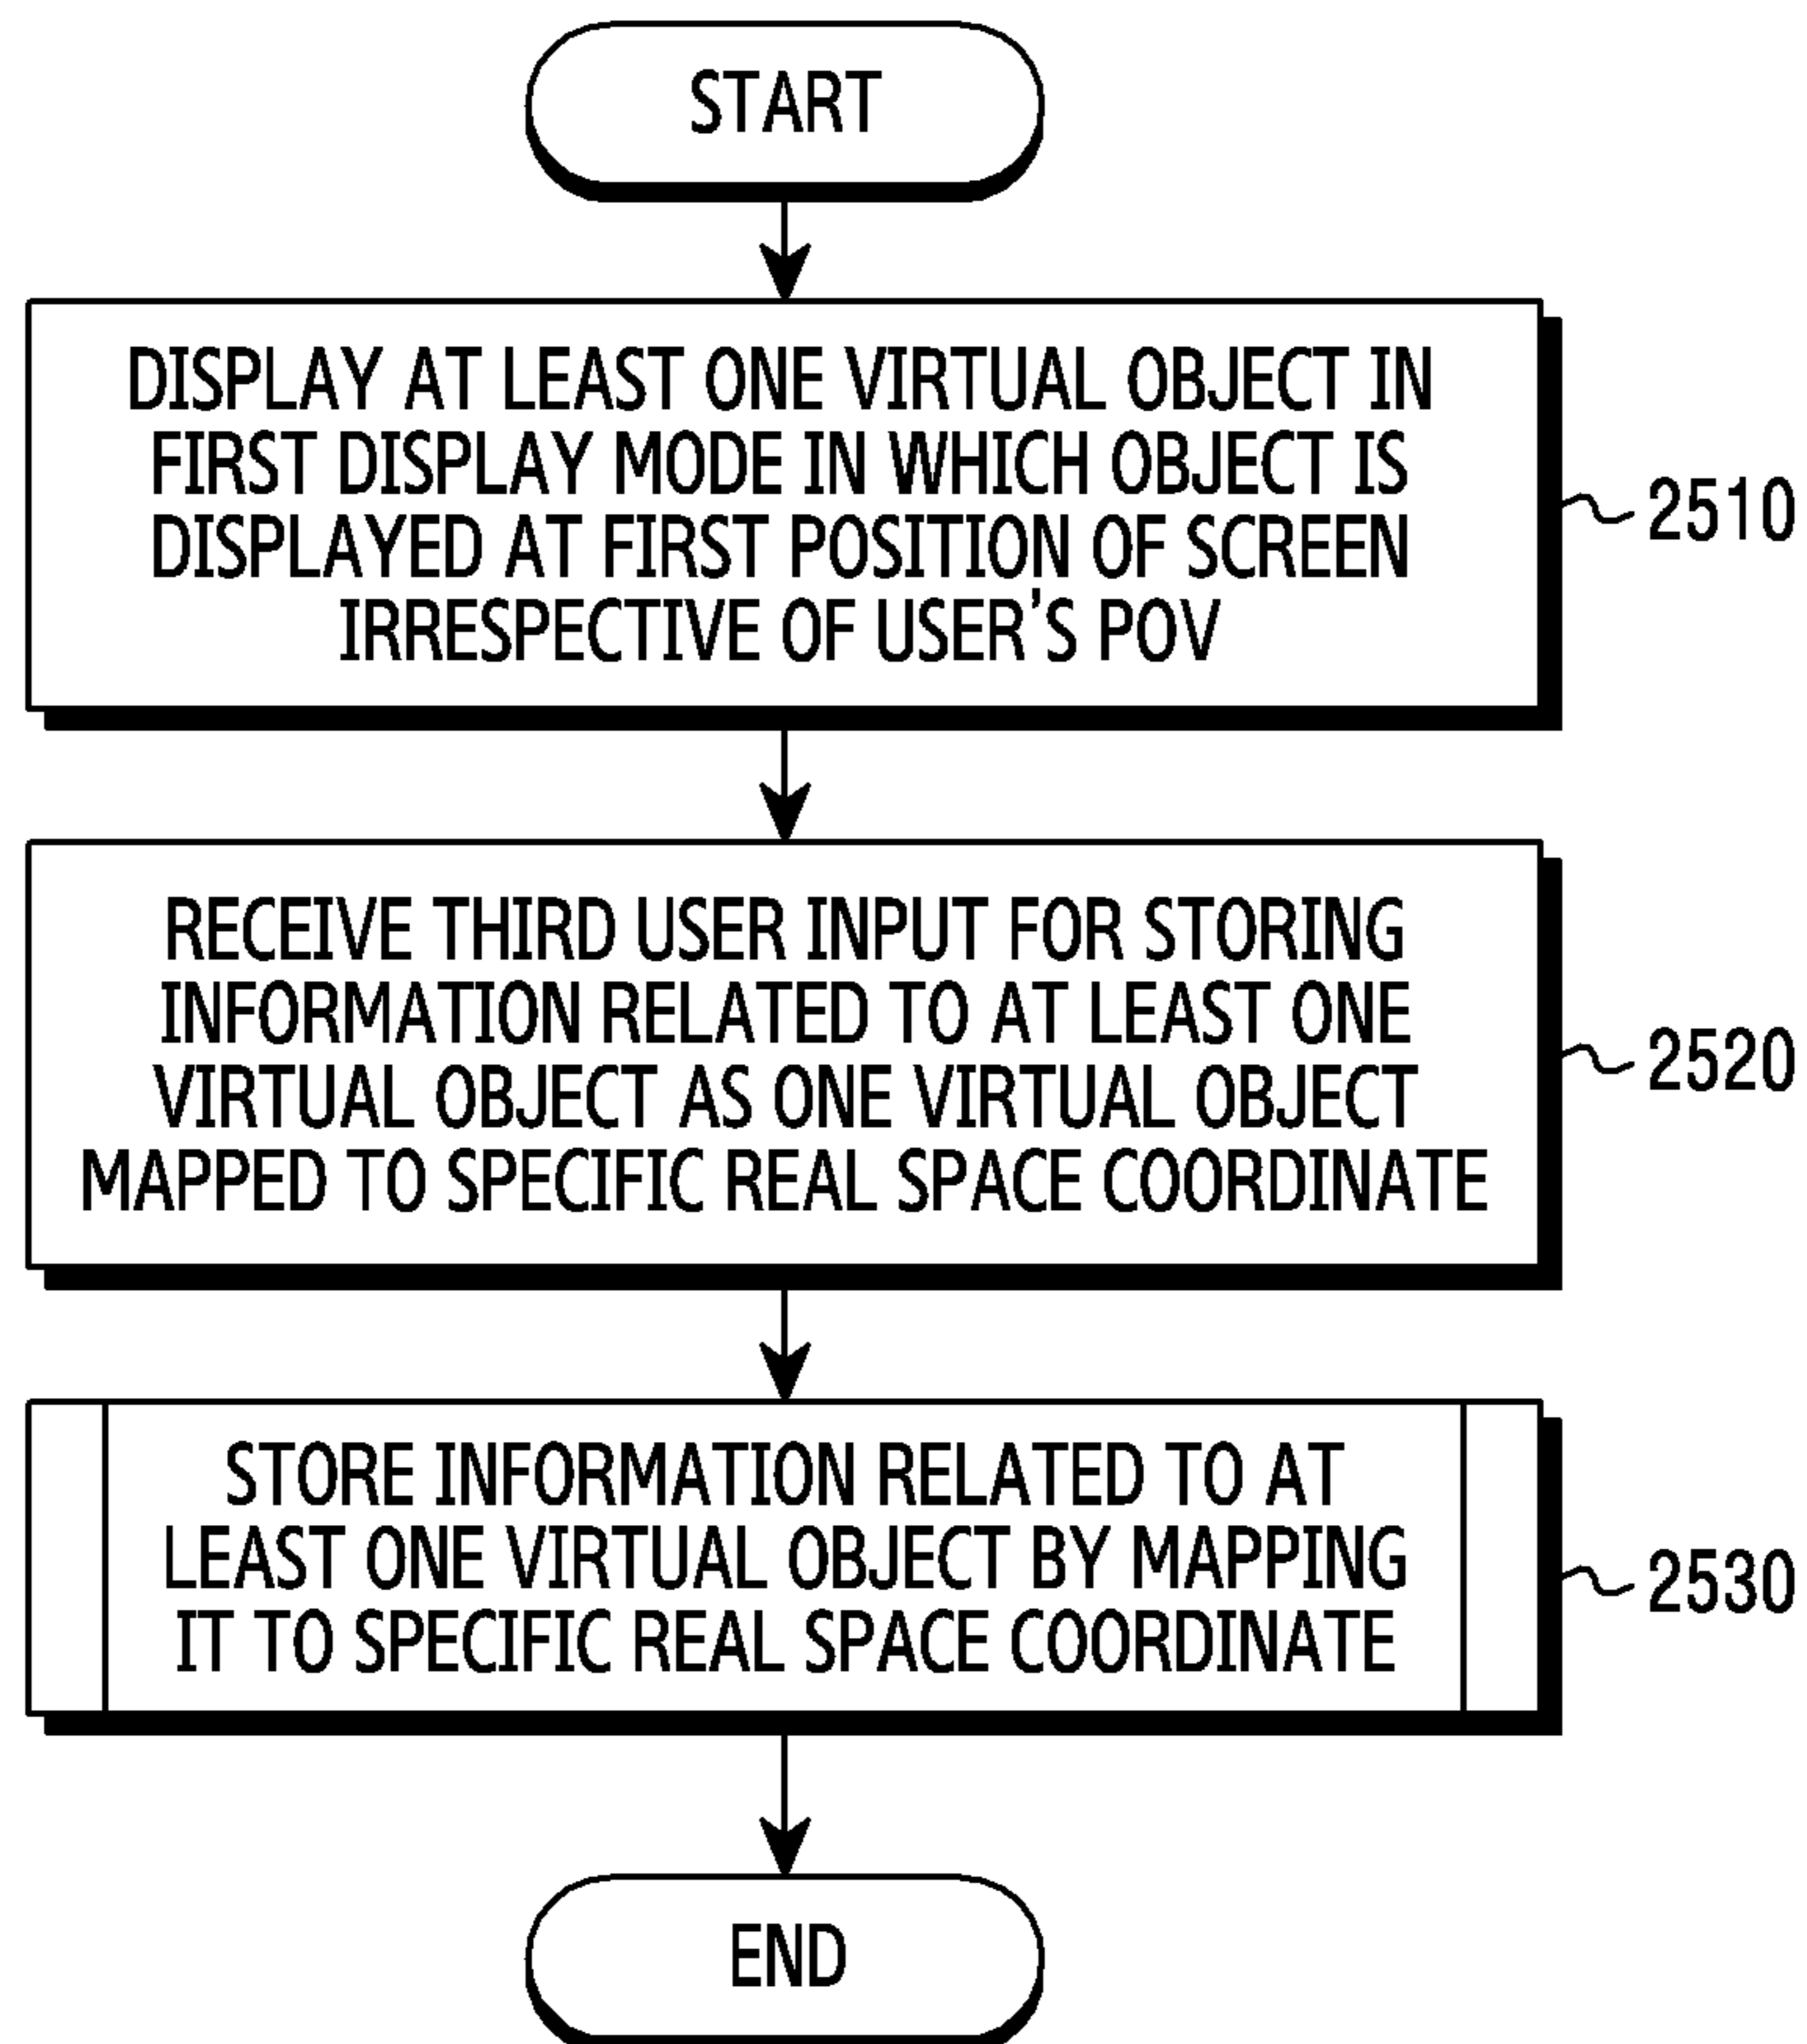 START
DISPLAY AT LEAST ONE VIRTUAL OBJECT IN
FIRST DISPLAY MODE IN WHICH OBJECT IS
DISPLAYED AT FIRST POSITION OF SCREEN
IRRESPECTIVE OF USER'S POV
2510
RECEIVE THIRD USER INPUT FOR STORING
INFORMATION RELATED TO AT LEAST ONE
VIRTUAL OBJECT AS ONE VIRTUAL OBJECT
MAPPED TO SPECIFIC REAL SPACE COORDINATE
2520
STORE INFORMATION RELATED TO AT
LEAST ONE VIRTUAL OBJECT BY MAPPING
IT TO SPECIFIC REAL SPACE COORDINATE
2530
END